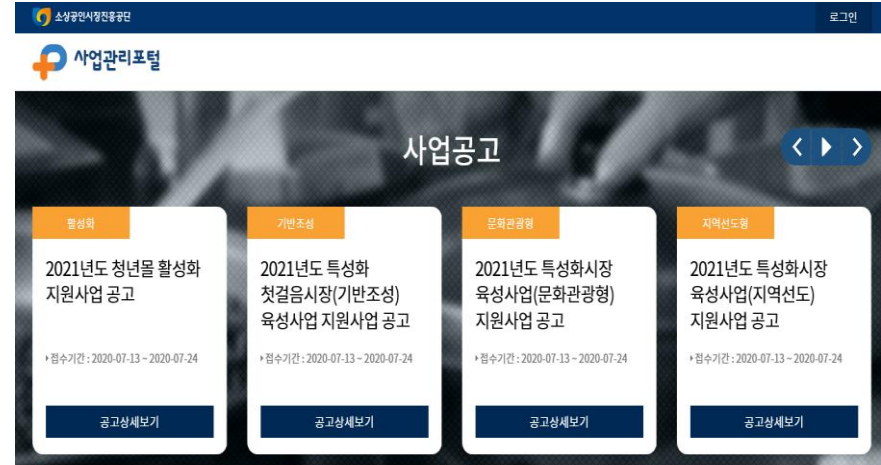 소상공인시장진흥공단
로그인
사업관리포털
사업공고
활성화
2021년도 청년몰 활성화
지원사업 공고
접수기간 : 2020-07-13 ~ 2020-07-24
공고상세보기
기반조성
2021년도 특성화
첫걸음시장(기반조성)
육성사업 지원사업 공고
접수기간 : 2020-07-13 ~ 2020-07-24
공고상세보기
문화관광형
2021년도 특성화시장
육성사업(문화관광형)
지원사업 공고
접수기간 : 2020-07-13 ~ 2020-07-24
공고상세보기
지역선도형
2021년도 특성화시장
육성사업(지역선도)
지원사업 공고
접수기간 : 2020-07-13 ~ 2020-07-24
공고상세보기